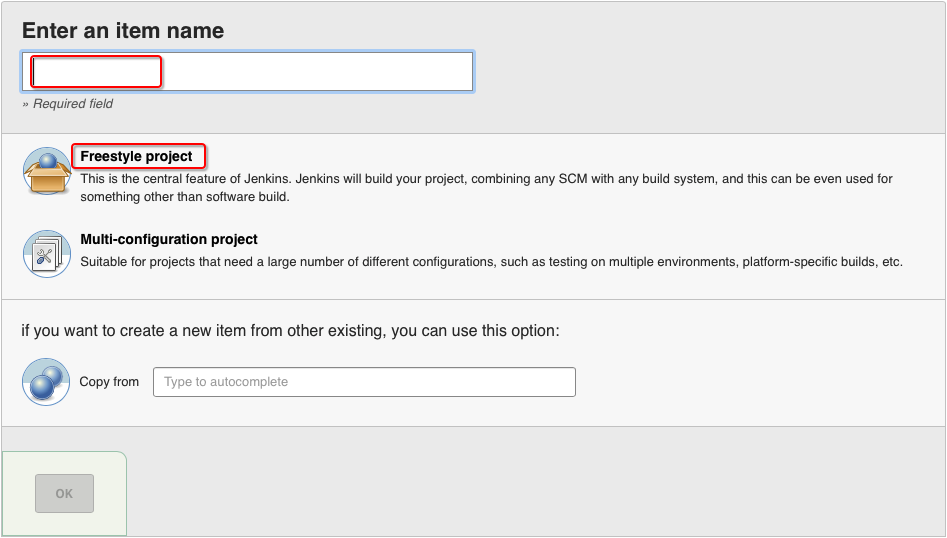 Enter an item name
» Required field
Freestyle project
This is the central feature of Jenkins. Jenkins will build your project, combining any SCM with any build system, and this can be even used for
something other than software build.
Multi-configuration project
Suitable for projects that need a large number of different configurations, such as testing on multiple environments, platform-specific builds, etc.
if you want to create a new item from other existing, you can use this option:
Copy from Type to autocomplete
OK